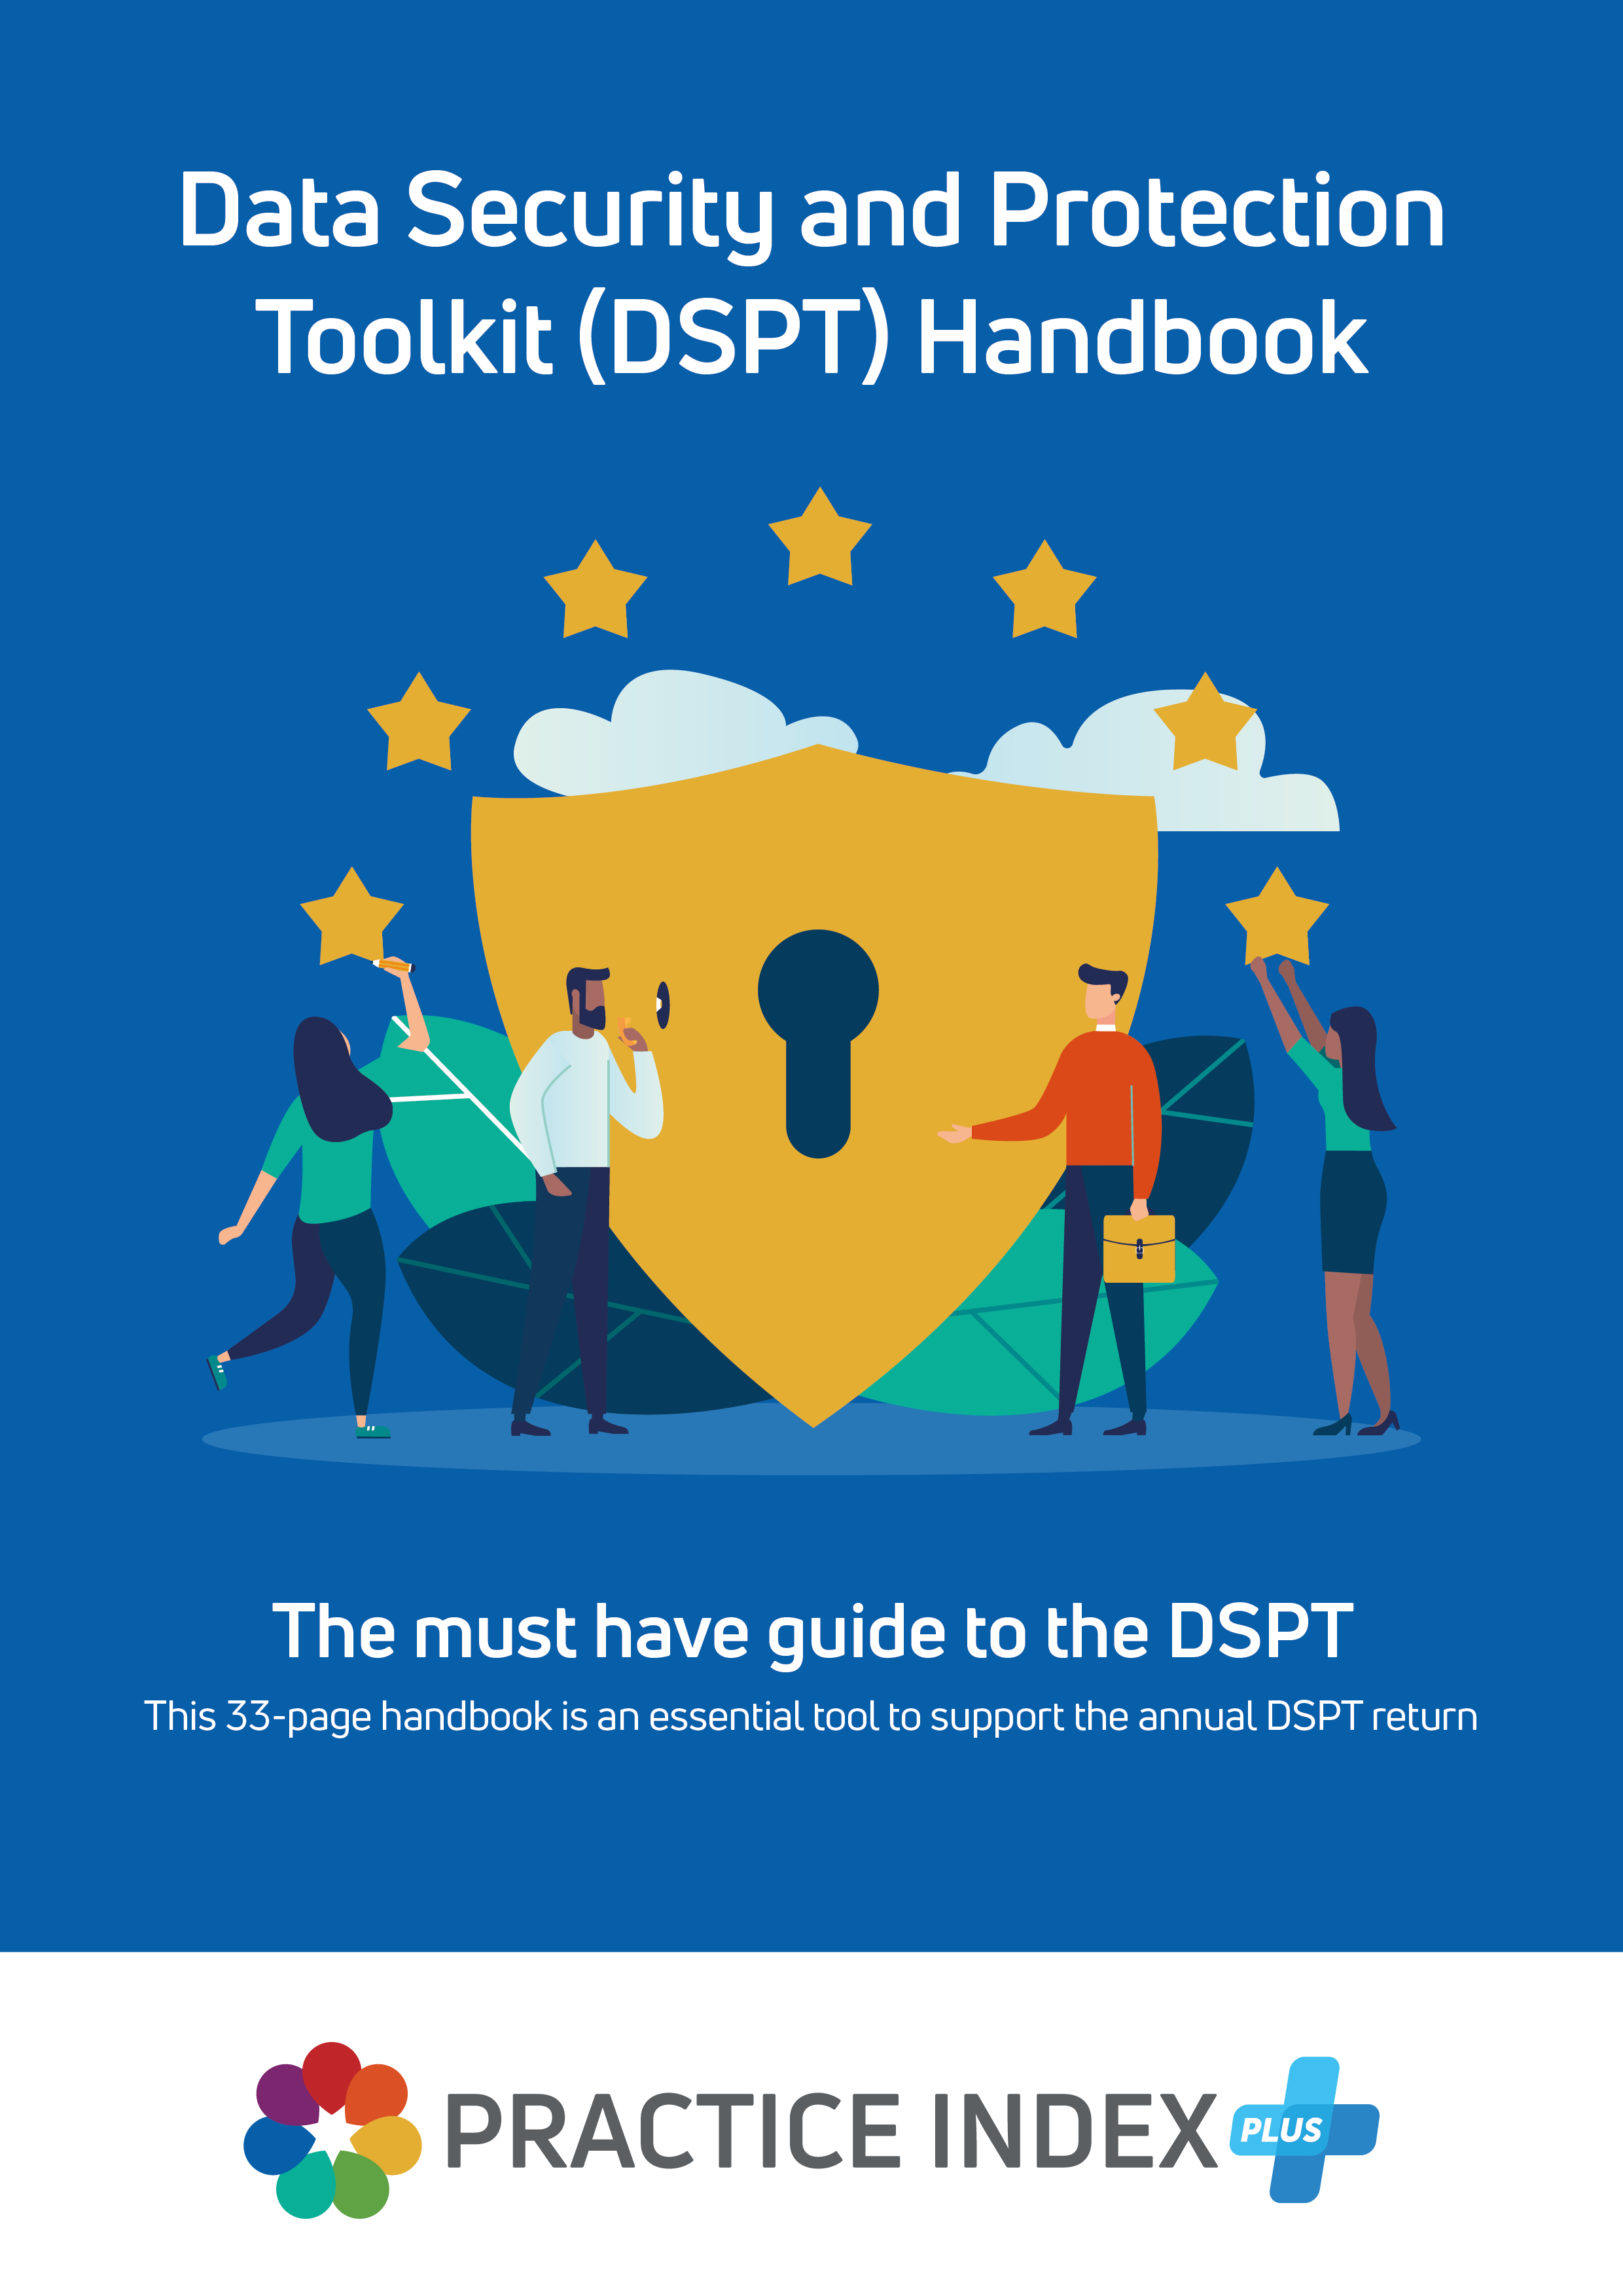 Data Security and Protection
Toolkit (DSPT) Handbook
The must have guide to the DSPT
This 33-page handbook is an essential tool to support the annual DSPT return
PRACTICE INDEX PLUS